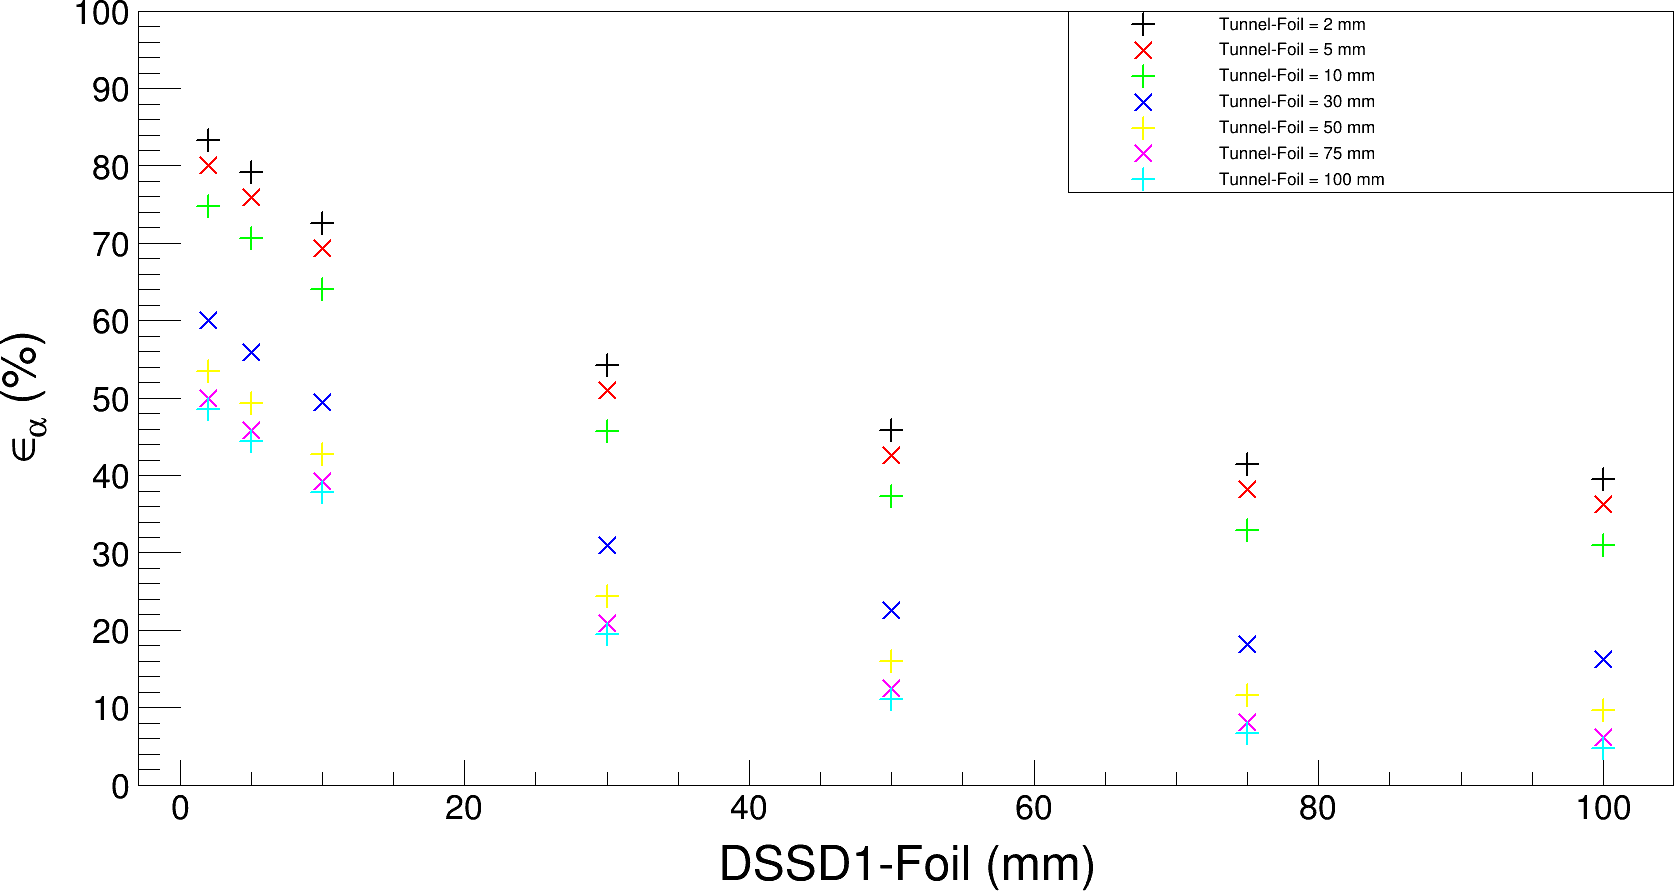 100
90
80
70
60
50
40
30
20
10
0
∈α (%)
Tunnel-Foil = 2 mm
Tunnel-Foil = 5 mm
Tunnel-Foil = 10 mm
Tunnel-Foil = 30 mm
Tunnel-Foil = 50 mm
Tunnel-Foil = 75 mm
Tunnel-Foil = 100 mm
0 20 40 60 80 100
DSSD1-Foil (mm)